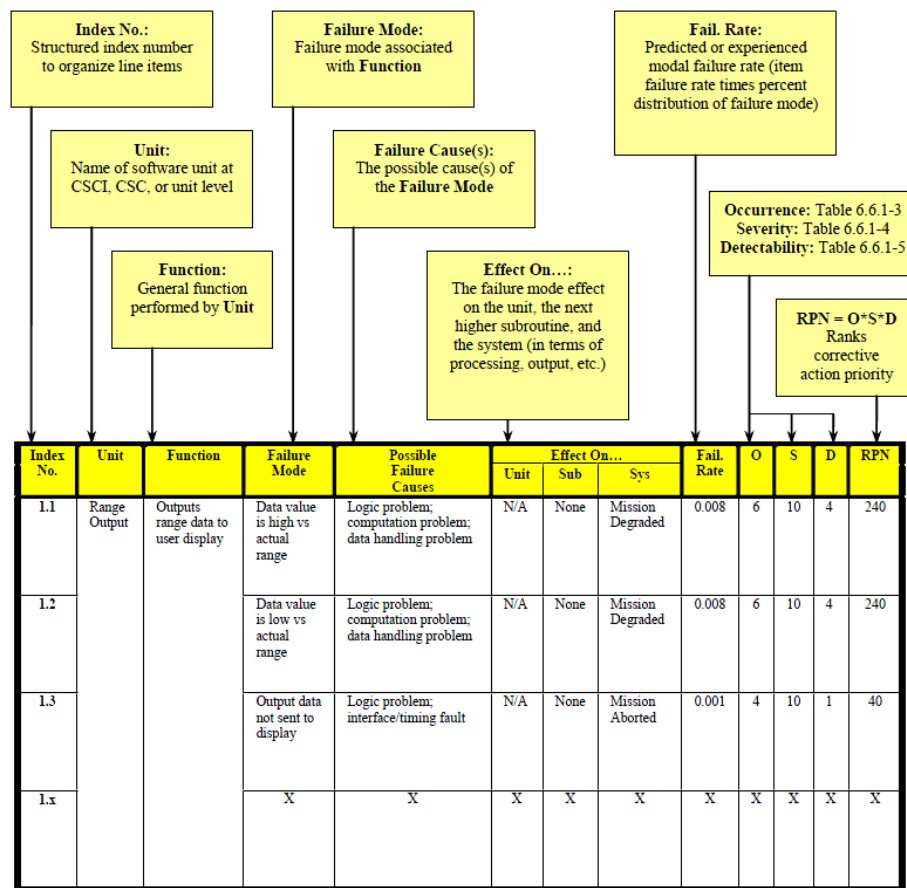 Index No.:
Structured index number
to organize line items
Failure Mode:
Failure mode associated
with Function
Fail. Rate:
Predicted or experienced
modal failure rate (item
failure rate times percent
distribution of failure mode)
Unit:
Name of software unit at
CSCI, CSC, or unit level
Failure Cause(s):
The possible cause(s) of
the Failure Mode
Occurrence: Table 6.6.1-3
Severity: Table 6.6.1-4
Detectability: Table 6.6.1-5
Function:
General function
performed by Unit
Effect On…:
The failure mode effect
on the unit, the next
higher subroutine, and
the system (in terms of
processing, output, etc.)
RPN = O*S*D
Ranks
corrective
action priority
Index
No.
Unit
Function
Failure
Mode
Possible
Failure
Causes
Effect On…
Unit
Sub
Sys
Fail.
Rate
O
S
D
RPN
1.1
Range
Output
Outputs
range data to
user display
Data value
is high vs
actual
range
Logic problem;
computation problem;
data handling problem
N/A
None
Mission
Degraded
0.008
6
10
4
240
1.2
Data value
is low vs
actual
range
Logic problem;
computation problem;
data handling problem
N/A
None
Mission
Degraded
0.008
6
10
4
240
1.3
Output data
not sent to
display
Logic problem;
interface/timing fault
N/A
None
Mission
Aborted
0.001
4
10
1
40
1.x
X
X
X
X
X
X
X
X
X
X